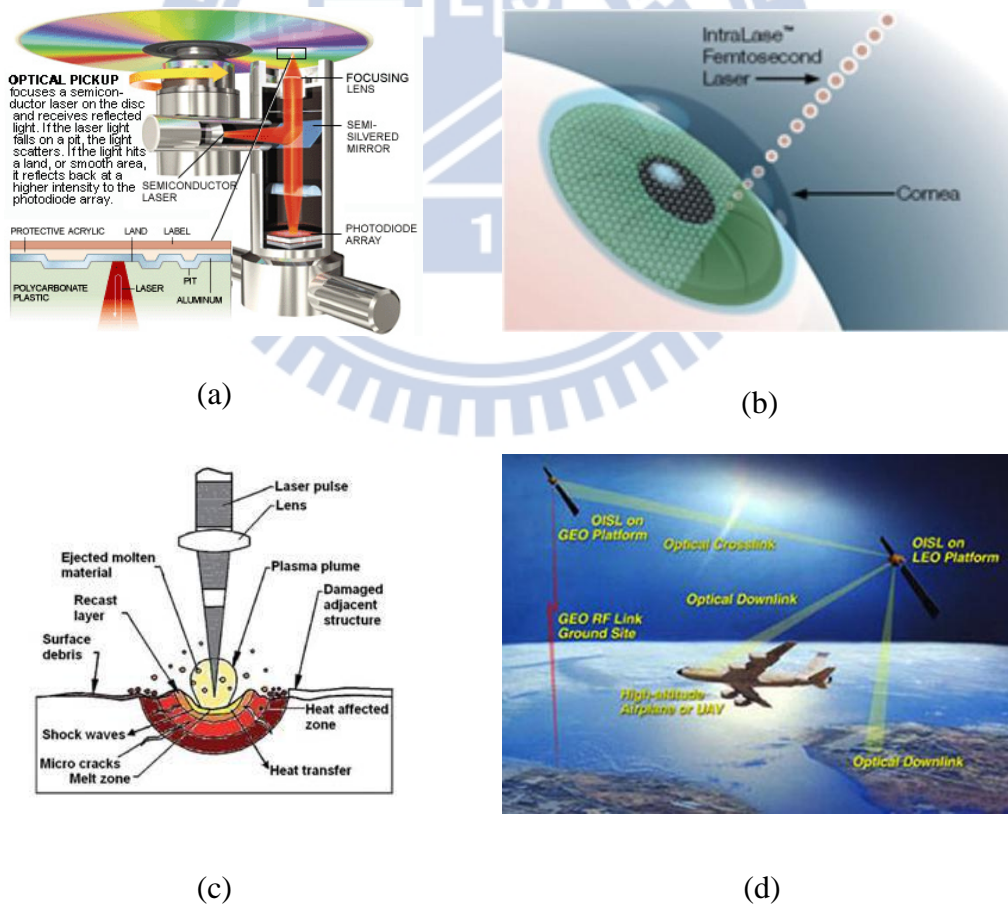 OPTICAL PICKUP
focuses a semicon-
ductor laser on the disc
and receives reflected
light. If the laser light
falls on a pit, the light
scatters. If the light hits
a land, or smooth area,
it reflects back at a
higher intensity to the
photodiode array.
FOCUSING
LENS
SEMI-
SILVERED
MIRROR
SEMICONDUCTOR
LASER
PHOTODIODE
ARRAY
PROTECTIVE ACRYLIC
LAND
LABEL
PIT
LASER
POLYCARBONATE
PLASTIC
ALUMINUM
(a)
IntraLase™
Femtosecond
Laser
Cornea
(b)
Laser pulse
Lens
Ejected molten
material
Plasma plume
Recast
layer
Damaged
adjacent
structure
Surface
debris
Heat affected
zone
Shock waves
Micro cracks
Melt zone
Heat transfer
(c)
OISL on
GEO Platform
OISL on
LEO Platform
Optical Crosslink
Optical Downlink
GEO RF Link
Ground Site
High-altitude
Airplane or UAV
Optical Downlink
(d)
1